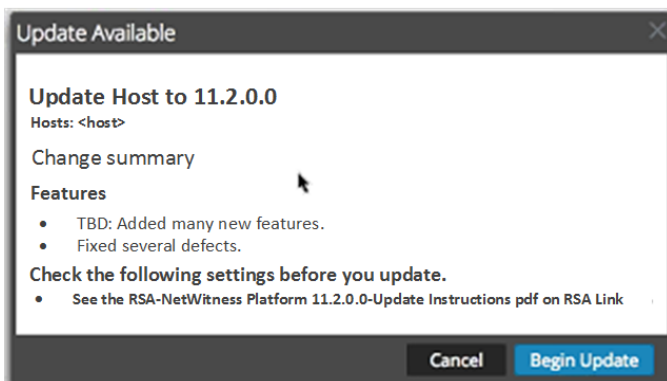 Update Available
Update Host to 11.2.0.0
Hosts: <host>
Change summary
Features
• TBD: Added many new features.
• Fixed several defects.
Check the following settings before you update.
• See the RSA-NetWitness Platform 11.2.0.0-Update Instructions pdf on RSA Link
Cancel
Begin Update